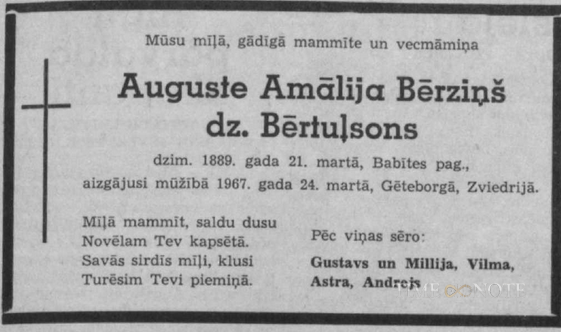 Mūsu mīļā, gādīgā mammīte un vecmāmiņa
Auguste Amālija Bērziņš
dz. Bērtuļsons
dzim. 1889. gada 21. martā, Babītes pag.,
aizgājusi mūžībā 1967. gada 24. martā, Gēteborgā, Zviedrijā.
Mīļā mammīt, saldu dusu
Novēlam Tev kapsētā.
Savās sirdīs mīļi, klusi
Turēsim Tevi piemiņā.
Pēc viņas sēro:
Gustavs un Millija, Vilma,
Astra, Andrejs
TIME NOTE